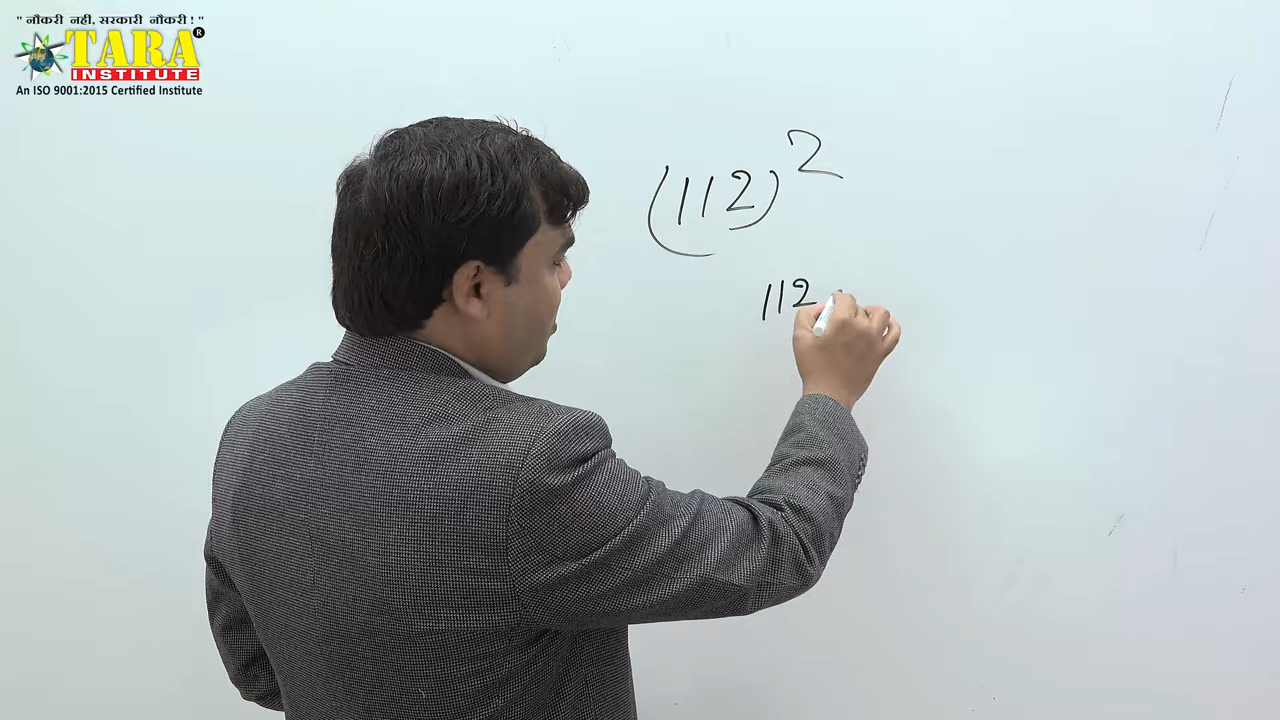 " नौकरी नहीं, सरकारी नौकरी ! "
TARA ®
INSTITUTE
An ISO 9001:2015 Certified Institute
(112)²
112